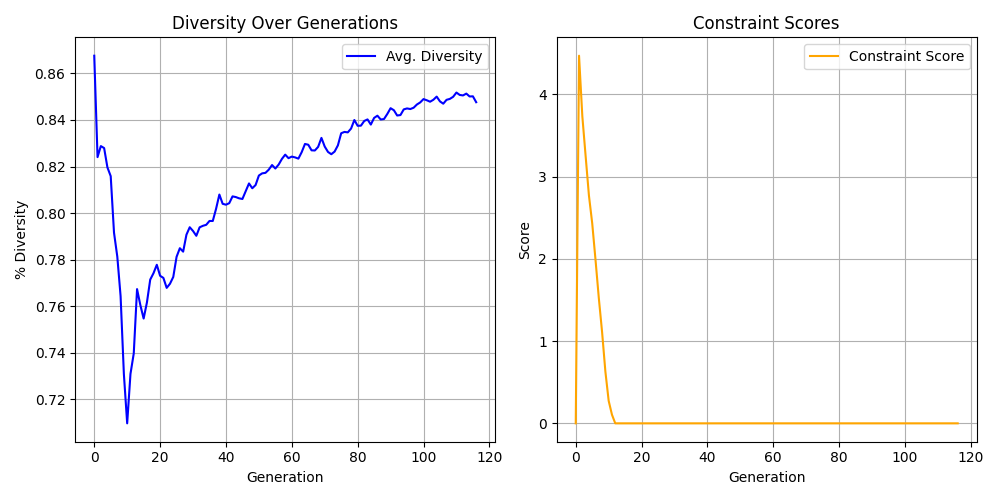 Diversity Over Generations
Avg. Diversity
% Diversity
0.86
0.84
0.82
0.80
0.78
0.76
0.74
0.72
0 20 40 60 80 100 120
Generation
Constraint Scores
Constraint Score
Score
4
3
2
1
0
0 20 40 60 80 100 120
Generation